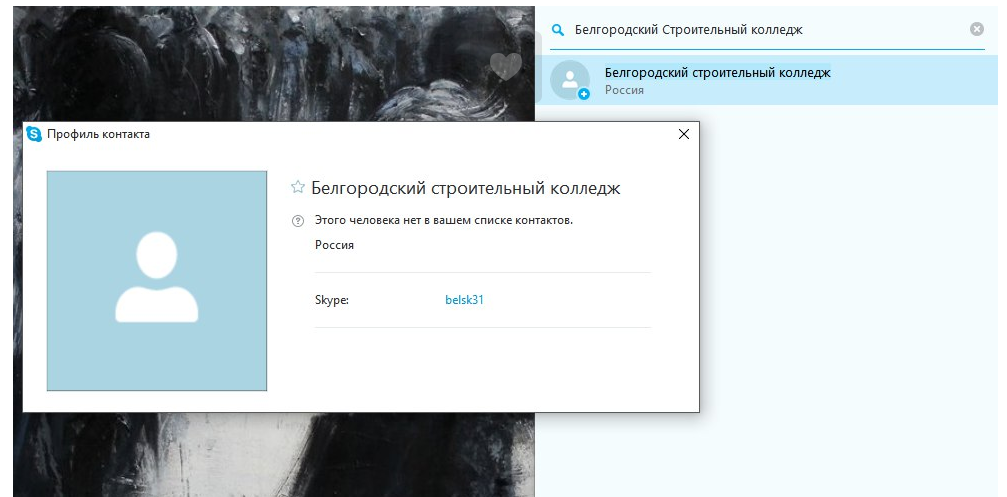 Белгородский Строительный колледж
Белгородский строительный колледж
Россия
Профиль контакта
Белгородский строительный колледж
Этого человека нет в вашем списке контактов.
Россия
Skype: belsk31